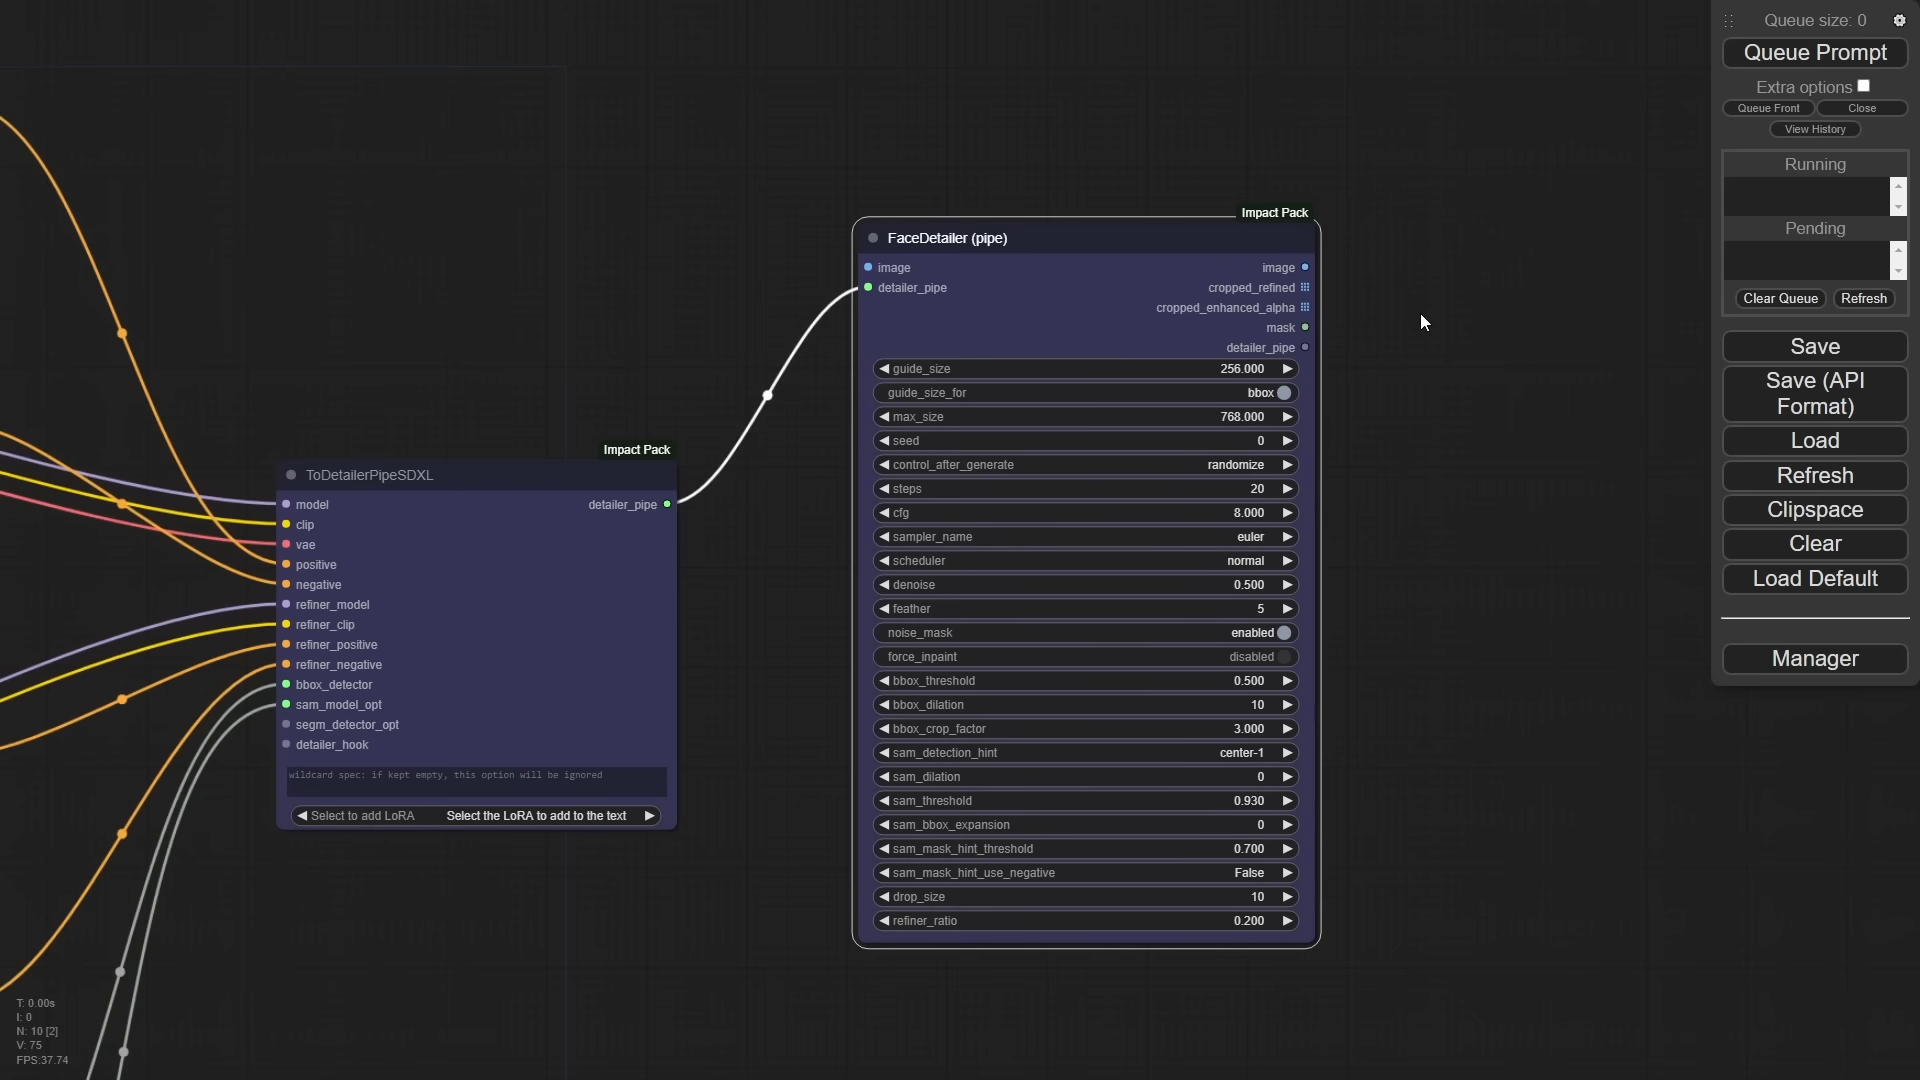 Queue size: 0
Queue Prompt
Extra options
Queue Front
Close
View History
Running
Pending
Clear Queue
Refresh
Save
Save (API
Format)
Load
Refresh
Clipspace
Clear
Load Default
Manager
Impact Pack
FaceDetailer (pipe)
image
image
detailer_pipe
cropped_refined
cropped_enhanced_alpha
mask
detailer_pipe
guide_size 256.000
guide_size_for bbox
max_size 768.000
seed 0
control_after_generate randomize
steps 20
cfg 8.000
sampler_name euler
scheduler normal
denoise 0.500
feather 5
noise_mask enabled
force_inpaint disabled
bbox_threshold 0.500
bbox_dilation 10
bbox_crop_factor 3.000
sam_detection_hint center-1
sam_dilation 0
sam_threshold 0.930
sam_bbox_expansion 0
sam_mask_hint_threshold 0.700
sam_mask_hint_use_negative False
drop_size 10
refiner_ratio 0.200
Impact Pack
ToDetailerPipeSDXL
model
detailer_pipe
clip
vae
positive
negative
refiner_model
refiner_clip
refiner_positive
refiner_negative
bbox_detector
sam_model_opt
segm_detector_opt
detailer_hook
wildcard spec: if kept empty, this option will be ignored
Select to add LoRA Select the LoRA to add to the text
T: 0.00s
I: 0
N: 10 [2]
V: 75
FPS:37.74